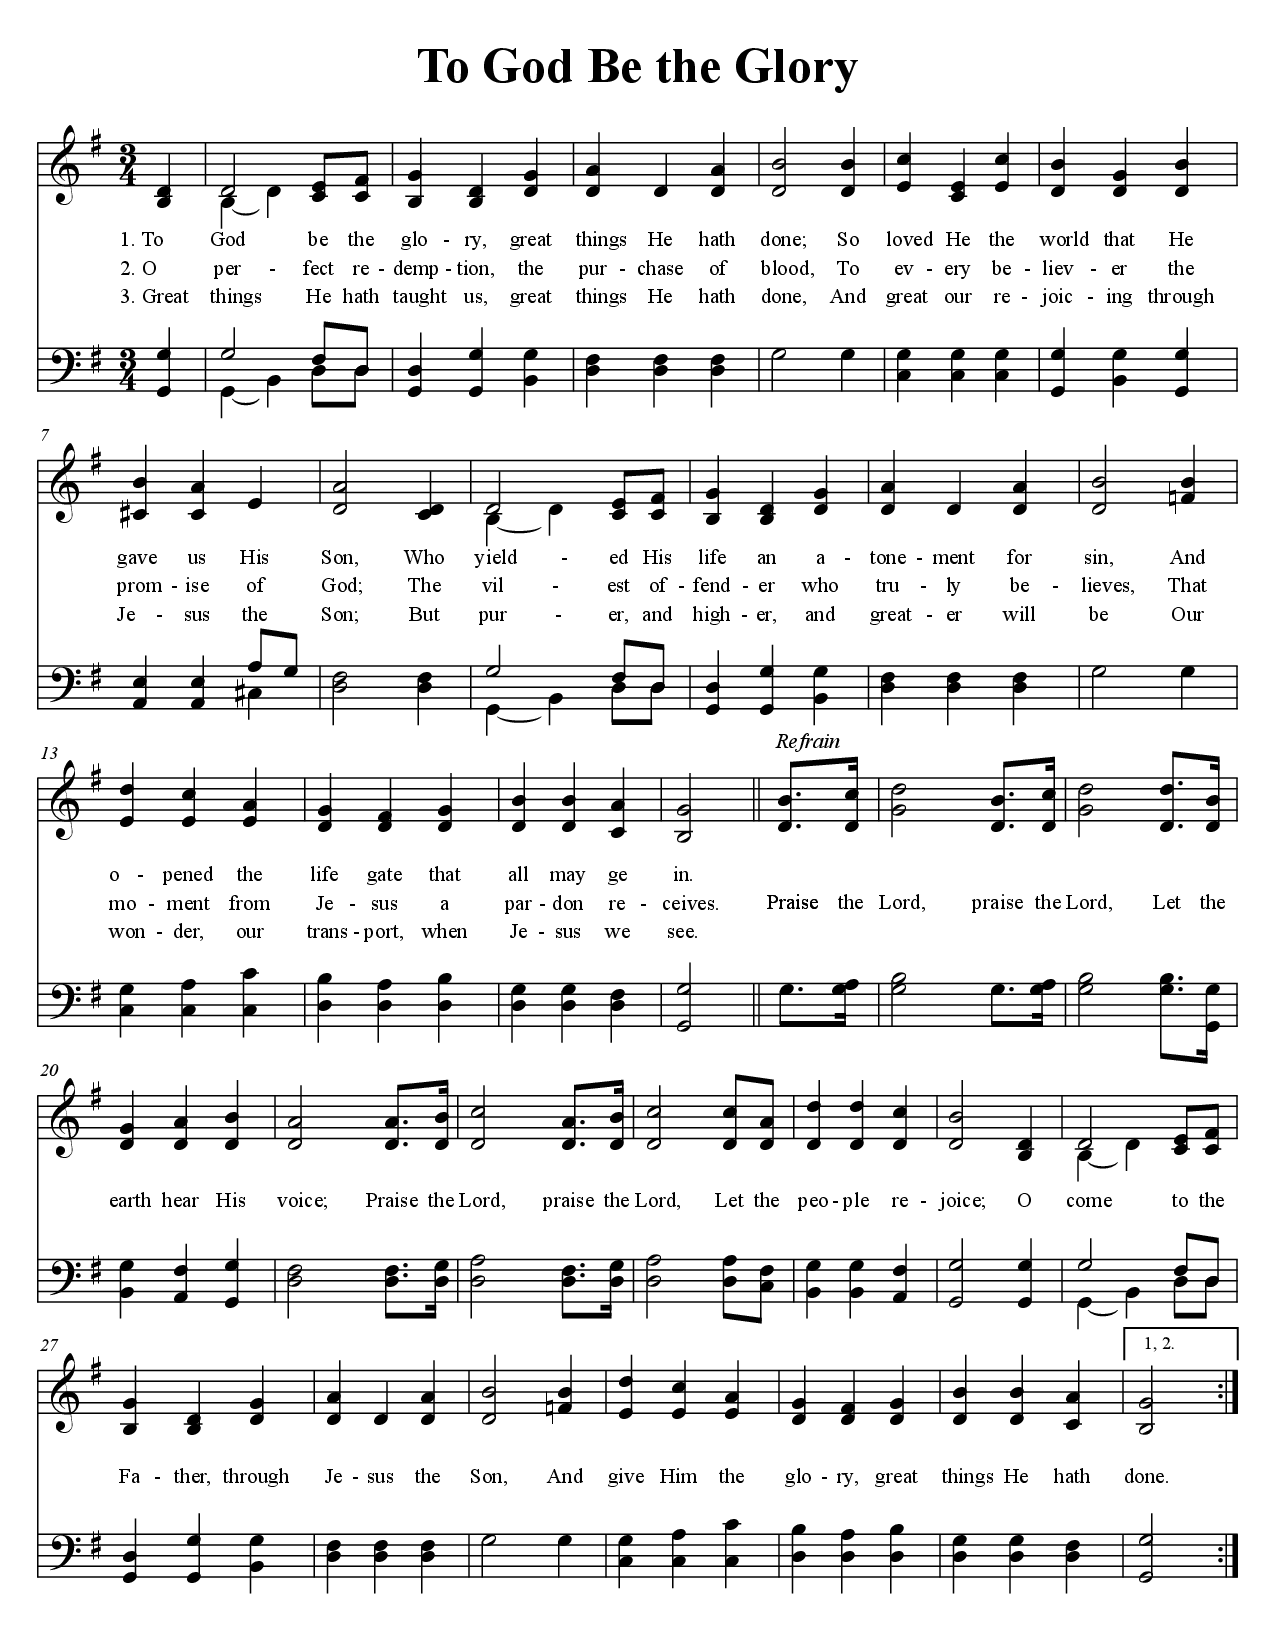 To God Be the Glory
3
4
1. To God be the glo - ry, great things He hath done; So loved He the world that He
2. O per - fect re - demp - tion, the pur - chase of blood, To ev - ery be - liev - er the
3. Great things He hath taught us, great things He hath done, And great our re - joic - ing through
3
4
7
gave us His Son, Who yield - ed His life an a - tone - ment for sin, And
prom - ise of God; The vil - est of - fend - er who tru - ly be - lieves, That
Je - sus the Son; But pur - er, and high - er, and great - er will be Our
13
Refrain
o - pened the life gate that all may ge in.
mo - ment from Je - sus a par - don re - ceives. Praise the Lord, praise the Lord, Let the
won - der, our trans - port, when Je - sus we see.
20
earth hear His voice; Praise the Lord, praise the Lord, Let the peo - ple re - joice; O come to the
27
1, 2.
Fa - ther, through Je - sus the Son, And give Him the glo - ry, great things He hath done.